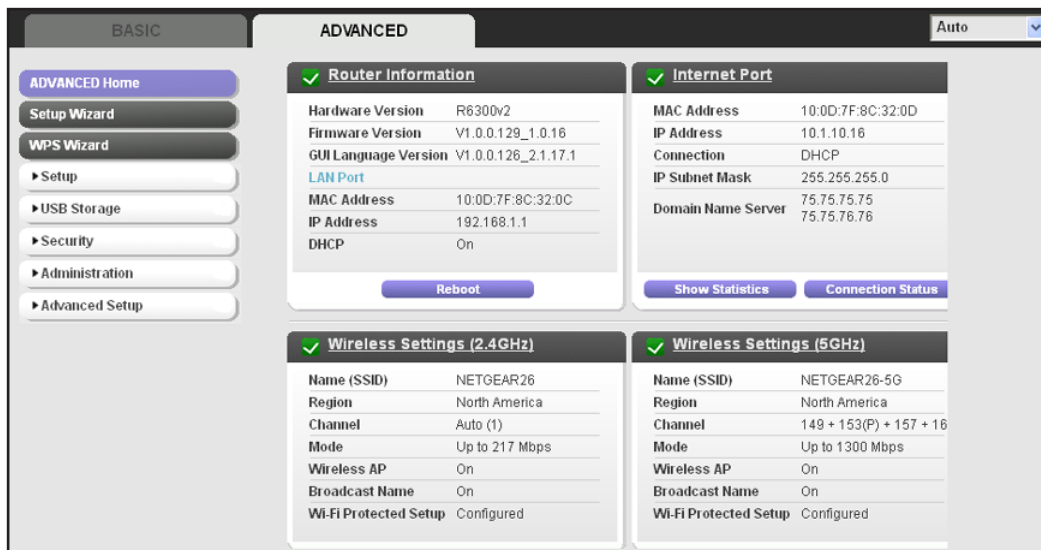 BASIC
ADVANCED
Auto
ADVANCED Home
Setup Wizard
WPS Wizard
Setup
USB Storage
Security
Administration
Advanced Setup
Router Information
Hardware Version R6300v2
Firmware Version V1.0.0.129_1.0.16
GUI Language Version V1.0.0.126_2.1.17.1
LAN Port
MAC Address 10:0D:7F:8C:32:0C
IP Address 192.168.1.1
DHCP On
Reboot
Internet Port
MAC Address 10:0D:7F:8C:32:0D
IP Address 10.1.10.16
Connection DHCP
IP Subnet Mask 255.255.255.0
Domain Name Server 75.75.75.75
75.75.76.76
Show Statistics Connection Status
Wireless Settings (2.4GHz)
Name (SSID) NETGEAR26
Region North America
Channel Auto (1)
Mode Up to 217 Mbps
Wireless AP On
Broadcast Name On
Wi-Fi Protected Setup Configured
Wireless Settings (5GHz)
Name (SSID) NETGEAR26-5G
Region North America
Channel 149 + 153(P) + 157 + 16
Mode Up to 1300 Mbps
Wireless AP On
Broadcast Name On
Wi-Fi Protected Setup Configured